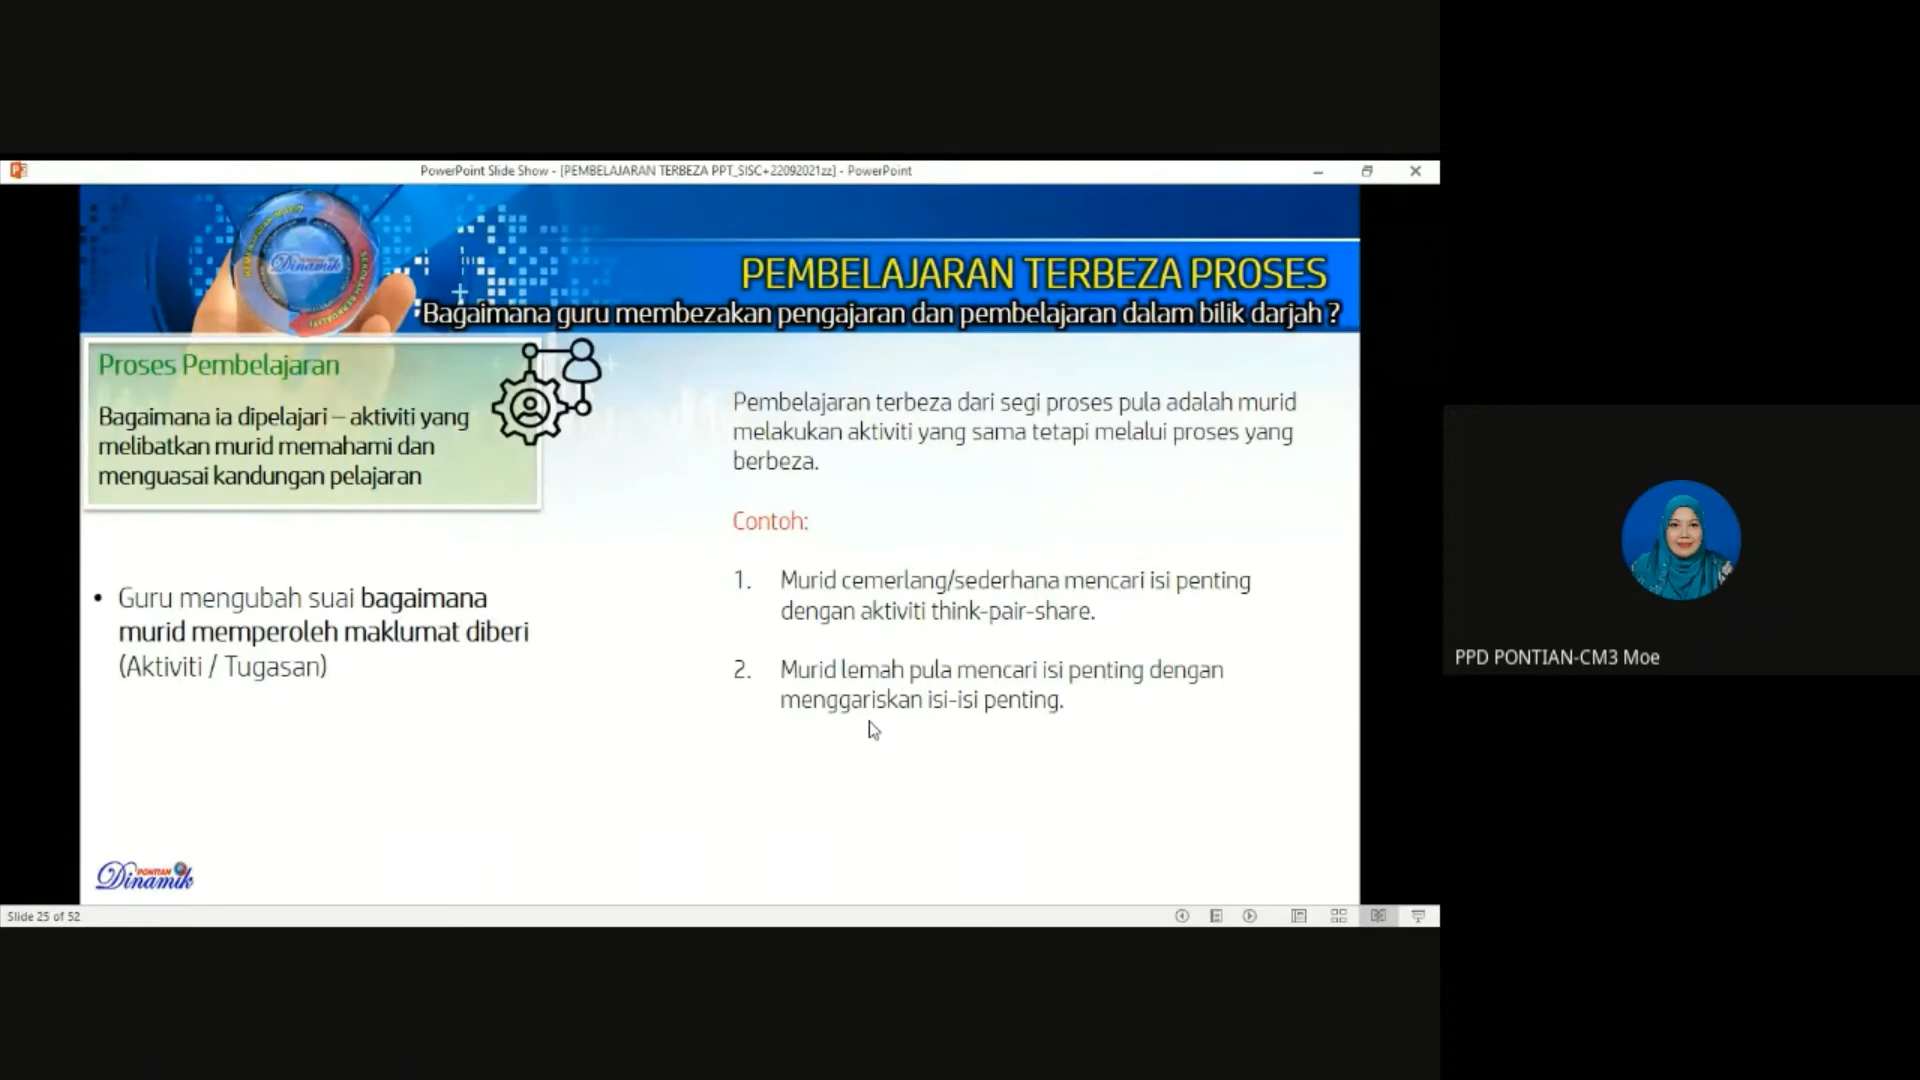 PowerPoint Slide Show - [PEMBELAJARAN TERBEZA PPT_SISC+22092021zz] - PowerPoint
Dinamik
PEMBELAJARAN TERBEZA PROSES
Bagaimana guru membezakan pengajaran dan pembelajaran dalam bilik darjah ?
Proses Pembelajaran
Bagaimana ia dipelajari – aktiviti yang
melibatkan murid memahami dan
menguasai kandungan pelajaran
• Guru mengubah suai bagaimana
murid memperoleh maklumat diberi
(Aktiviti / Tugasan)
Pembelajaran terbeza dari segi proses pula adalah murid
melakukan aktiviti yang sama tetapi melalui proses yang
berbeza.
Contoh:
1. Murid cemerlang/sederhana mencari isi penting
dengan aktiviti think-pair-share.
2. Murid lemah pula mencari isi penting dengan
menggariskan isi-isi penting.
PONTIAN
Dinamik
Slide 25 of 52
PPD PONTIAN-CM3 Moe